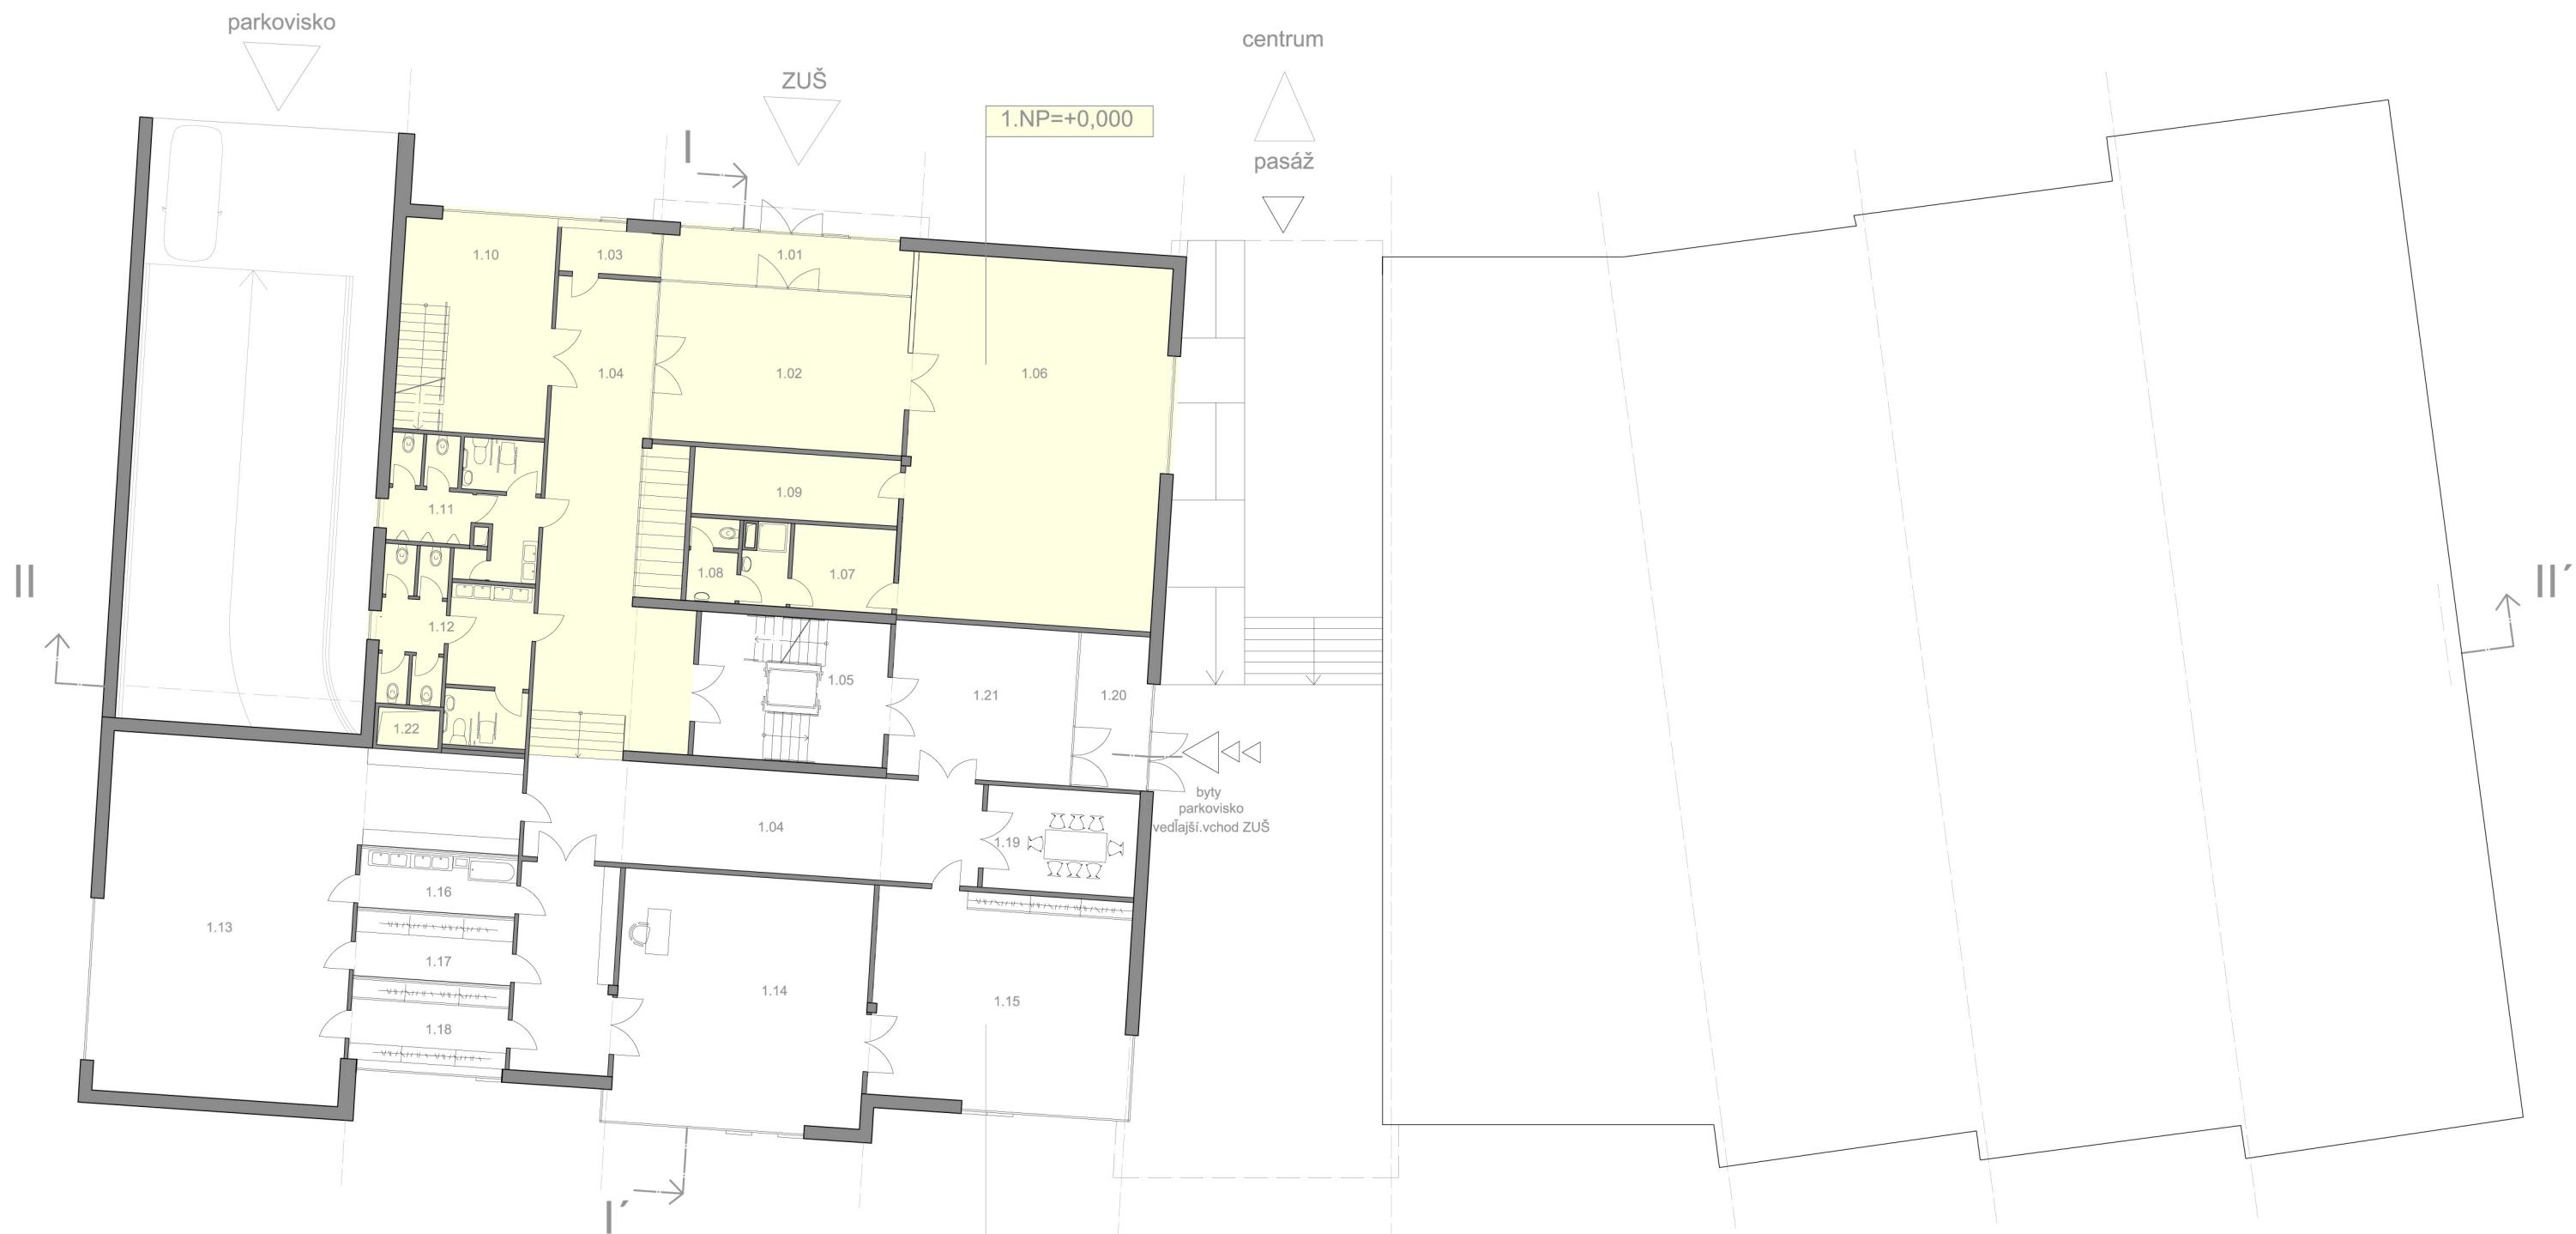 parkovisko
ZUŠ
centrum
1.NP=+0,000
pasáž
I
1.10
1.03
1.01
1.04
1.02
1.06
1.11
1.09
1.08
1.07
II
II´
1.12
1.22
1.05
1.21
1.20
byty
parkovisko
vedľajší.vchod ZUŠ
1.04
1.19
1.16
1.13
1.17
1.14
1.15
1.18
I´